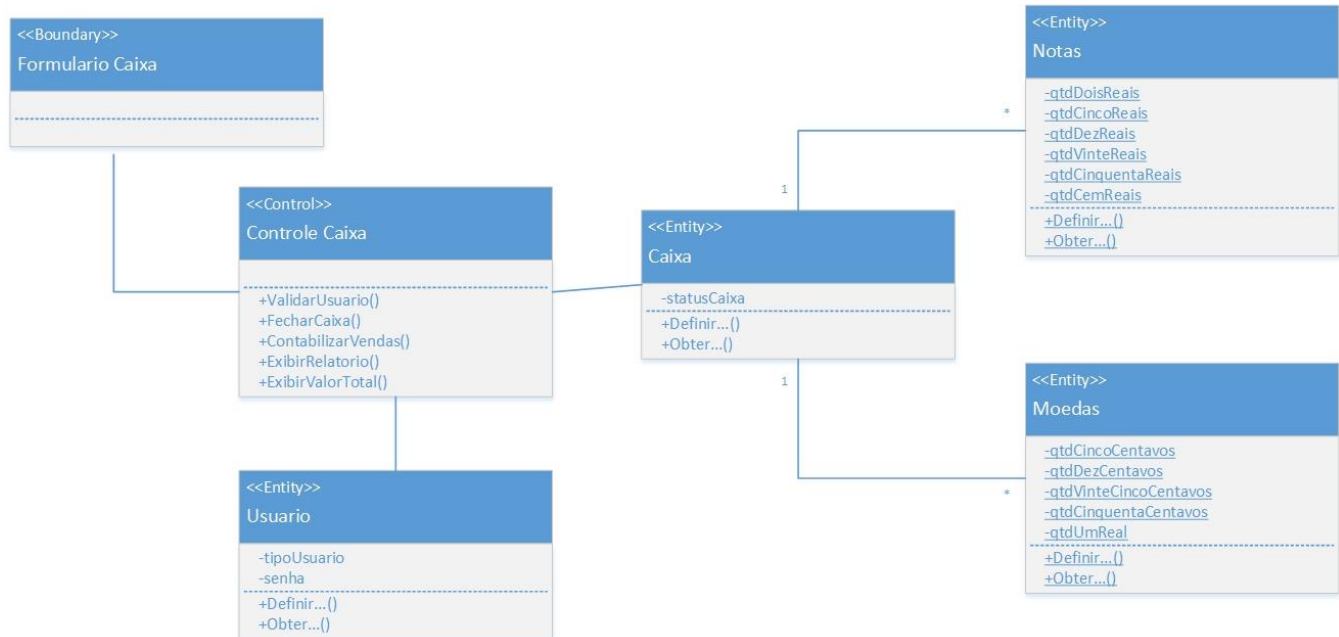 <<Boundary>>
Formulario Caixa
<<Control>>
Controle Caixa
+ValidarUsuario()
+FecharCaixa()
+ContabilizarVendas()
+ExibirRelatorio()
+ExibirValorTotal()
<<Entity>>
Usuario
-tipoUsuario
-senha
+Definir...()
+Obter...()
<<Entity>>
Caixa
-statusCaixa
+Definir...()
+Obter...()
1
*
1
*
<<Entity>>
Notas
-qtdDoisReais
-qtdCincoReais
-qtdDezReais
-qtdVinteReais
-qtdCinquentaReais
-qtdCemReais
+Definir...()
+Obter...()
<<Entity>>
Moedas
-qtdCincoCentavos
-qtdDezCentavos
-qtdVinteCincoCentavos
-qtdCinquentaCentavos
-qtdUmReal
+Definir...()
+Obter...()